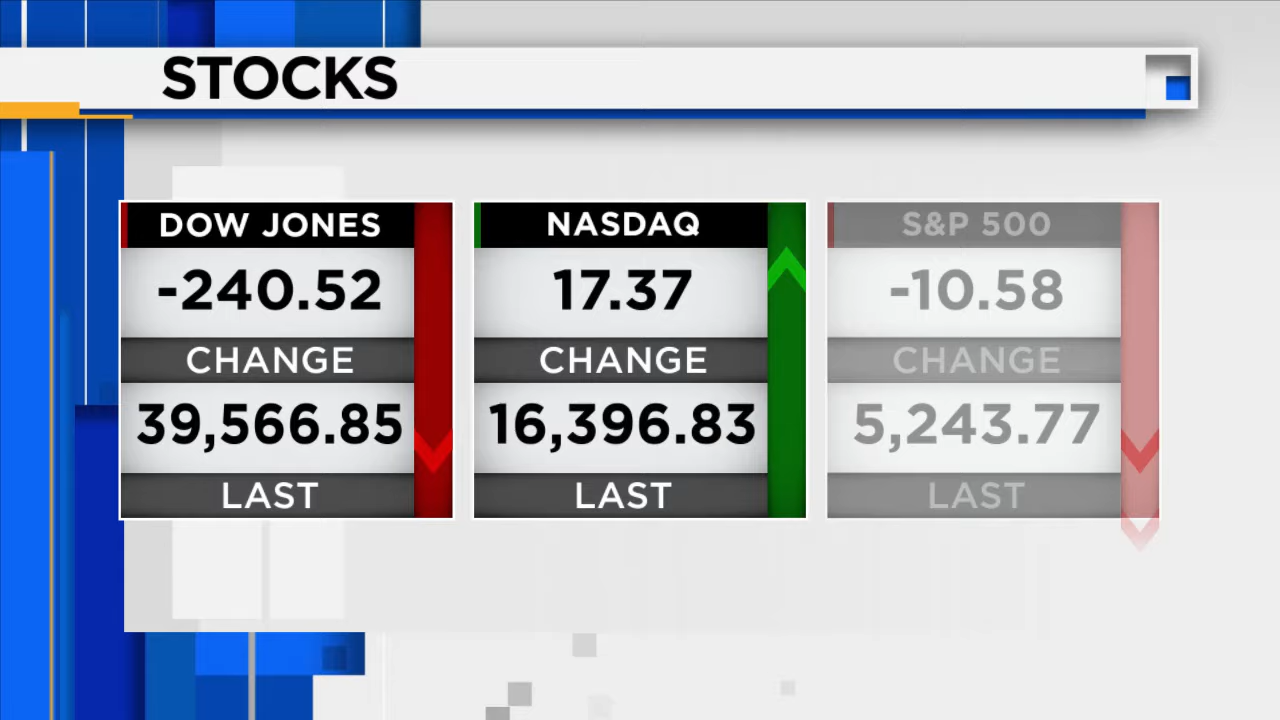 STOCKS
DOW JONES
-240.52
CHANGE
39,566.85
LAST
NASDAQ
17.37
CHANGE
16,396.83
LAST
S&P 500
-10.58
CHANGE
5,243.77
LAST